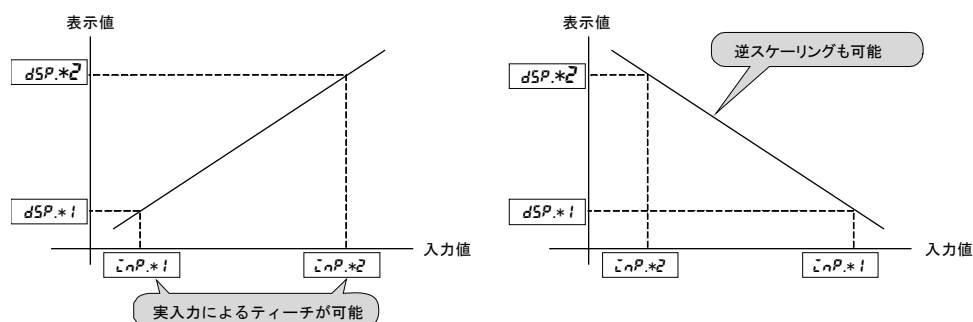 表示値
dSP.*2
dSP.*1
inP.*1
inP.*2
入力値
実入力によるティーチが可能
表示値
逆スケーリングも可能
dSP.*2
dSP.*1
inP.*2
inP.*1
入力値